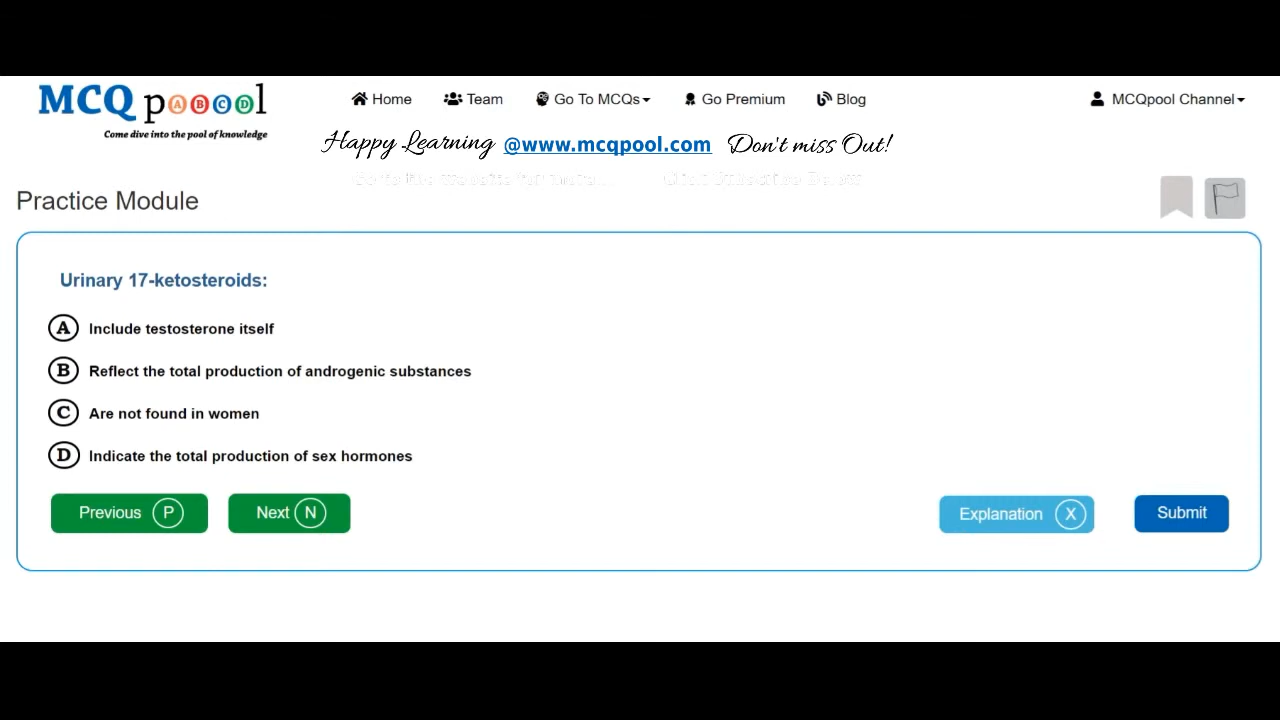 MCQ pABCDl
Come dive into the pool of knowledge
Home Team Go To MCQs Go Premium Blog MCQpool Channel
Happy Learning @www.mcqpool.com Don't miss Out!
Practice Module
Urinary 17-ketosteroids:
A Include testosterone itself
B Reflect the total production of androgenic substances
C Are not found in women
D Indicate the total production of sex hormones
Previous P Next N Explanation X Submit